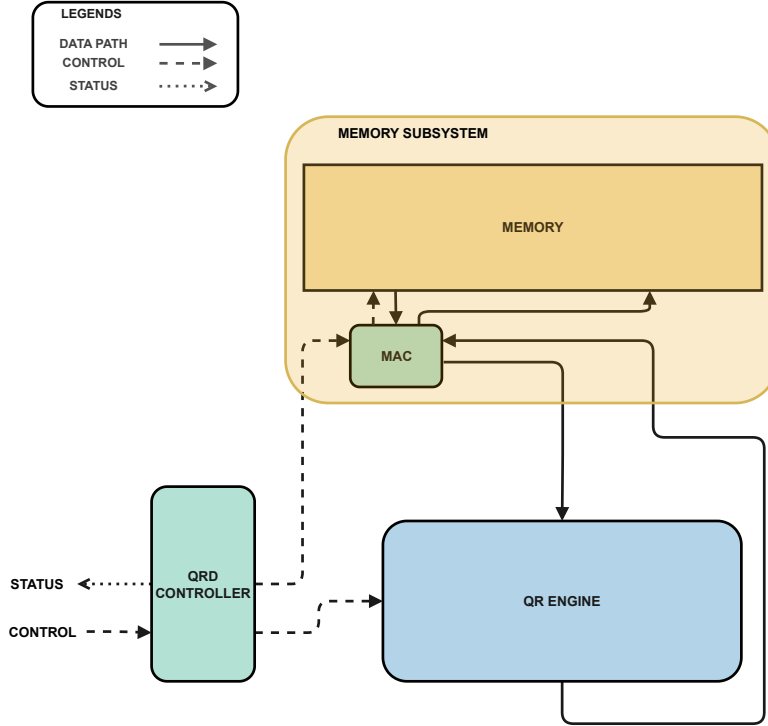 LEGENDS
DATA PATH
CONTROL
STATUS
MEMORY SUBSYSTEM
MEMORY
MAC
QRD
CONTROLLER
STATUS
CONTROL
QR ENGINE